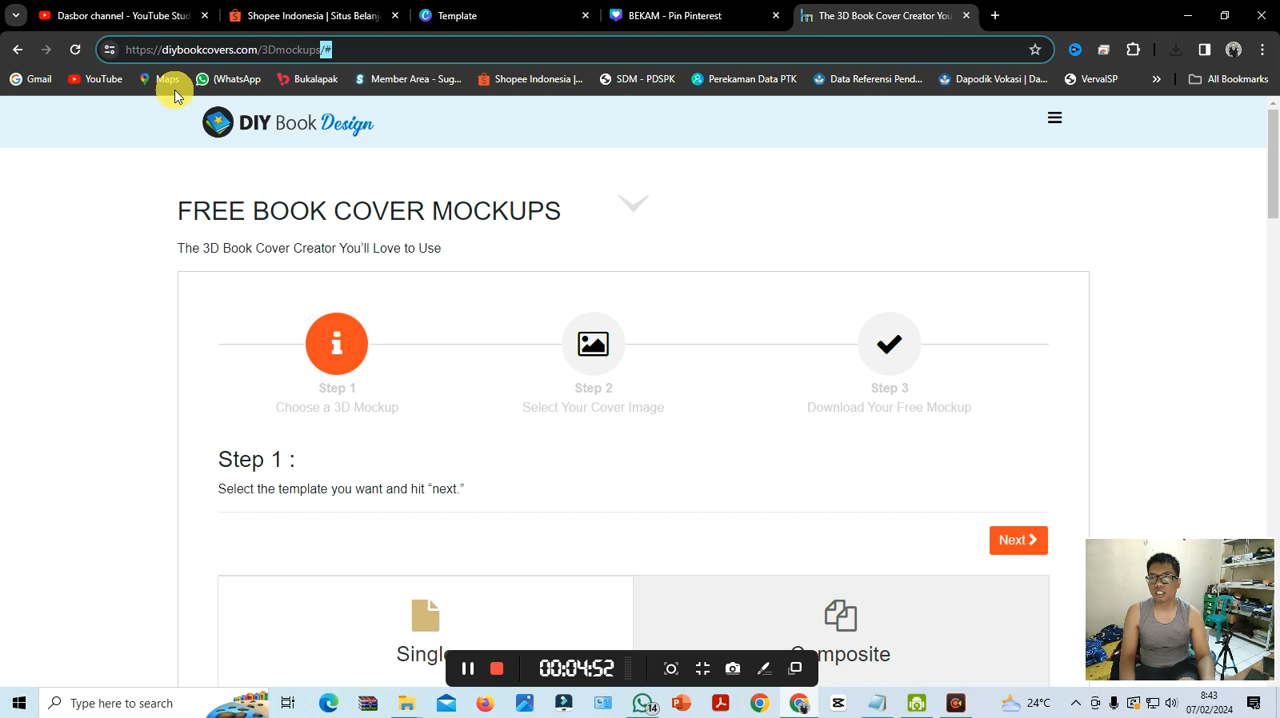 Dasbor channel - YouTube Stud
Shopee Indonesia | Situs Belanj
Template
BEKAM - Pin Pinterest
The 3D Book Cover Creator You
https://diybookcovers.com/3Dmockups/#
Gmail
YouTube
Maps
(WhatsApp
Bukalapak
Member Area - Sug...
Shopee Indonesia |...
SDM - PDSPK
Perekaman Data PTK
Data Referensi Pend...
Dapodik Vokasi | Da...
VervalSP
All Bookmarks
DIY Book Design
FREE BOOK COVER MOCKUPS
The 3D Book Cover Creator You'll Love to Use
Step 1
Choose a 3D Mockup
Step 2
Select Your Cover Image
Step 3
Download Your Free Mockup
Step 1 :
Select the template you want and hit “next.”
Next
Single
Composite
00:04:52
Type here to search
14
24°C
8:43
07/02/2024